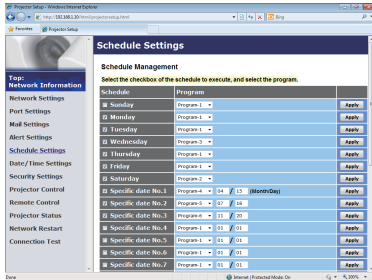 Projector Setup - Windows Internet Explorer
http://192.168.1.20/html/projectorsetup.html
Bing
Favorites Projector Setup
Schedule Settings
Schedule Management
Select the checkbox of the schedule to execute, and select the program.
Top:
Network Information
Network Settings
Port Settings
Mail Settings
Alert Settings
Schedule Settings
Date/Time Settings
Security Settings
Projector Control
Remote Control
Projector Status
Network Restart
Connection Test
Schedule Program
Sunday Program-1 Apply
Monday Program-1 Apply
Tuesday Program-1 Apply
Wednesday Program-3 Apply
Thursday Program-1 Apply
Friday Program-1 Apply
Saturday Program-2 Apply
Specific date No.1 Program-4 04 / 15 (Month/Day) Apply
Specific date No.2 Program-5 07 / 16 Apply
Specific date No.3 Program-6 11 / 20 Apply
Specific date No.4 Program-1 01 / 01 Apply
Specific date No.5 Program-1 01 / 01 Apply
Specific date No.6 Program-1 01 / 01 Apply
Specific date No.7 Program-1 01 / 01 Apply
Done Internet | Protected Mode: On 100%